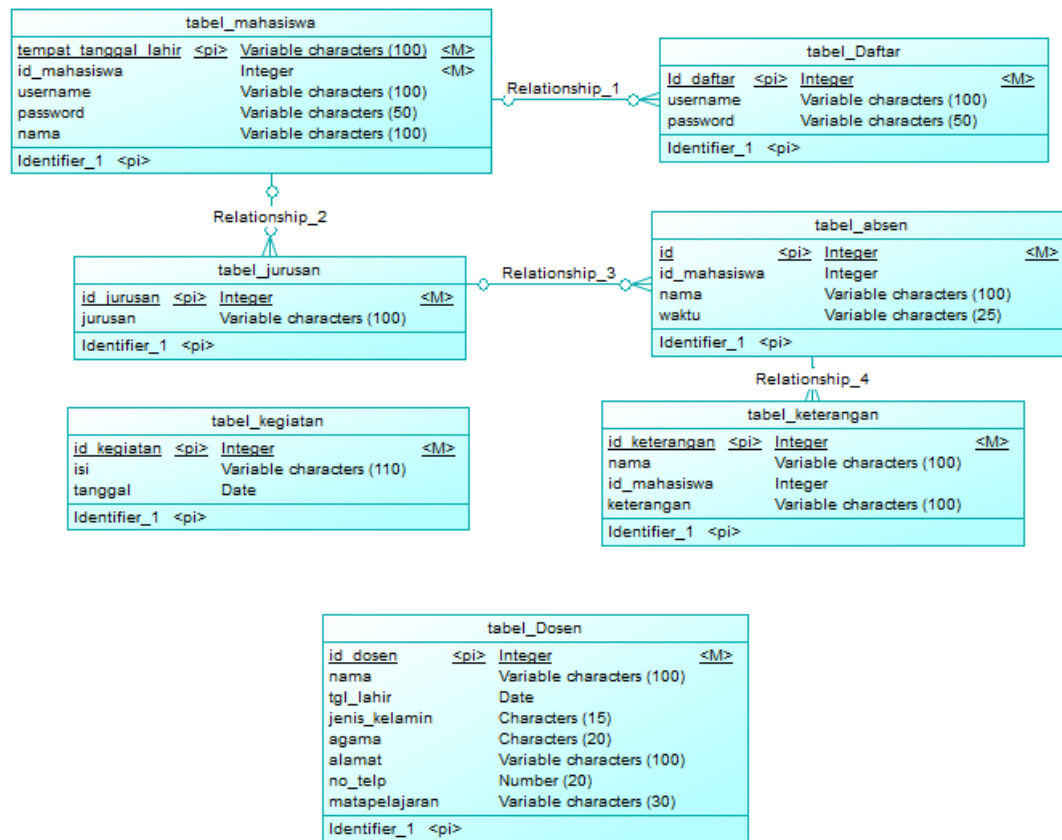 tabel_mahasiswa
tempat_tanggal_lahir <pi> Variable characters (100) <M>
id_mahasiswa Integer <M>
username Variable characters (100)
password Variable characters (50)
nama Variable characters (100)
Identifier_1 <pi>
Relationship_1
tabel_Daftar
Id_daftar <pi> Integer <M>
username Variable characters (100)
password Variable characters (50)
Identifier_1 <pi>
Relationship_2
tabel_jurusan
id_jurusan <pi> Integer <M>
jurusan Variable characters (100)
Identifier_1 <pi>
Relationship_3
tabel_absen
id <pi> Integer <M>
id_mahasiswa Integer
nama Variable characters (100)
waktu Variable characters (25)
Identifier_1 <pi>
Relationship_4
tabel_kegiatan
id_kegiatan <pi> Integer <M>
isi Variable characters (110)
tanggal Date
Identifier_1 <pi>
tabel_keterangan
id_keterangan <pi> Integer <M>
nama Variable characters (100)
id_mahasiswa Integer
keterangan Variable characters (100)
Identifier_1 <pi>
tabel_Dosen
id_dosen <pi> Integer <M>
nama Variable characters (100)
tgl_lahir Date
jenis_kelamin Characters (15)
agama Characters (20)
alamat Variable characters (100)
no_telp Number (20)
matapelajaran Variable characters (30)
Identifier_1 <pi>